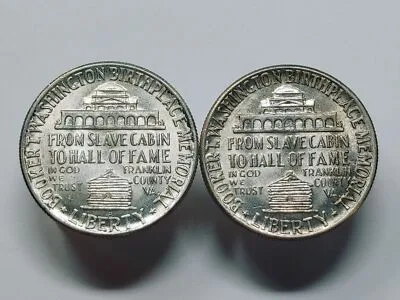 BOOKER T. WASHINGTON BIRTHPLACE MEMORIAL
FROM SLAVE CABIN
TO HALL OF FAME
IN GOD
WE
TRUST
FRANKLIN
COUNTY
VA.
LIBERTY
BOOKER T. WASHINGTON BIRTHPLACE MEMORIAL
FROM SLAVE CABIN
TO HALL OF FAME
IN GOD
WE
TRUST
FRANKLIN
COUNTY
VA.
LIBERTY